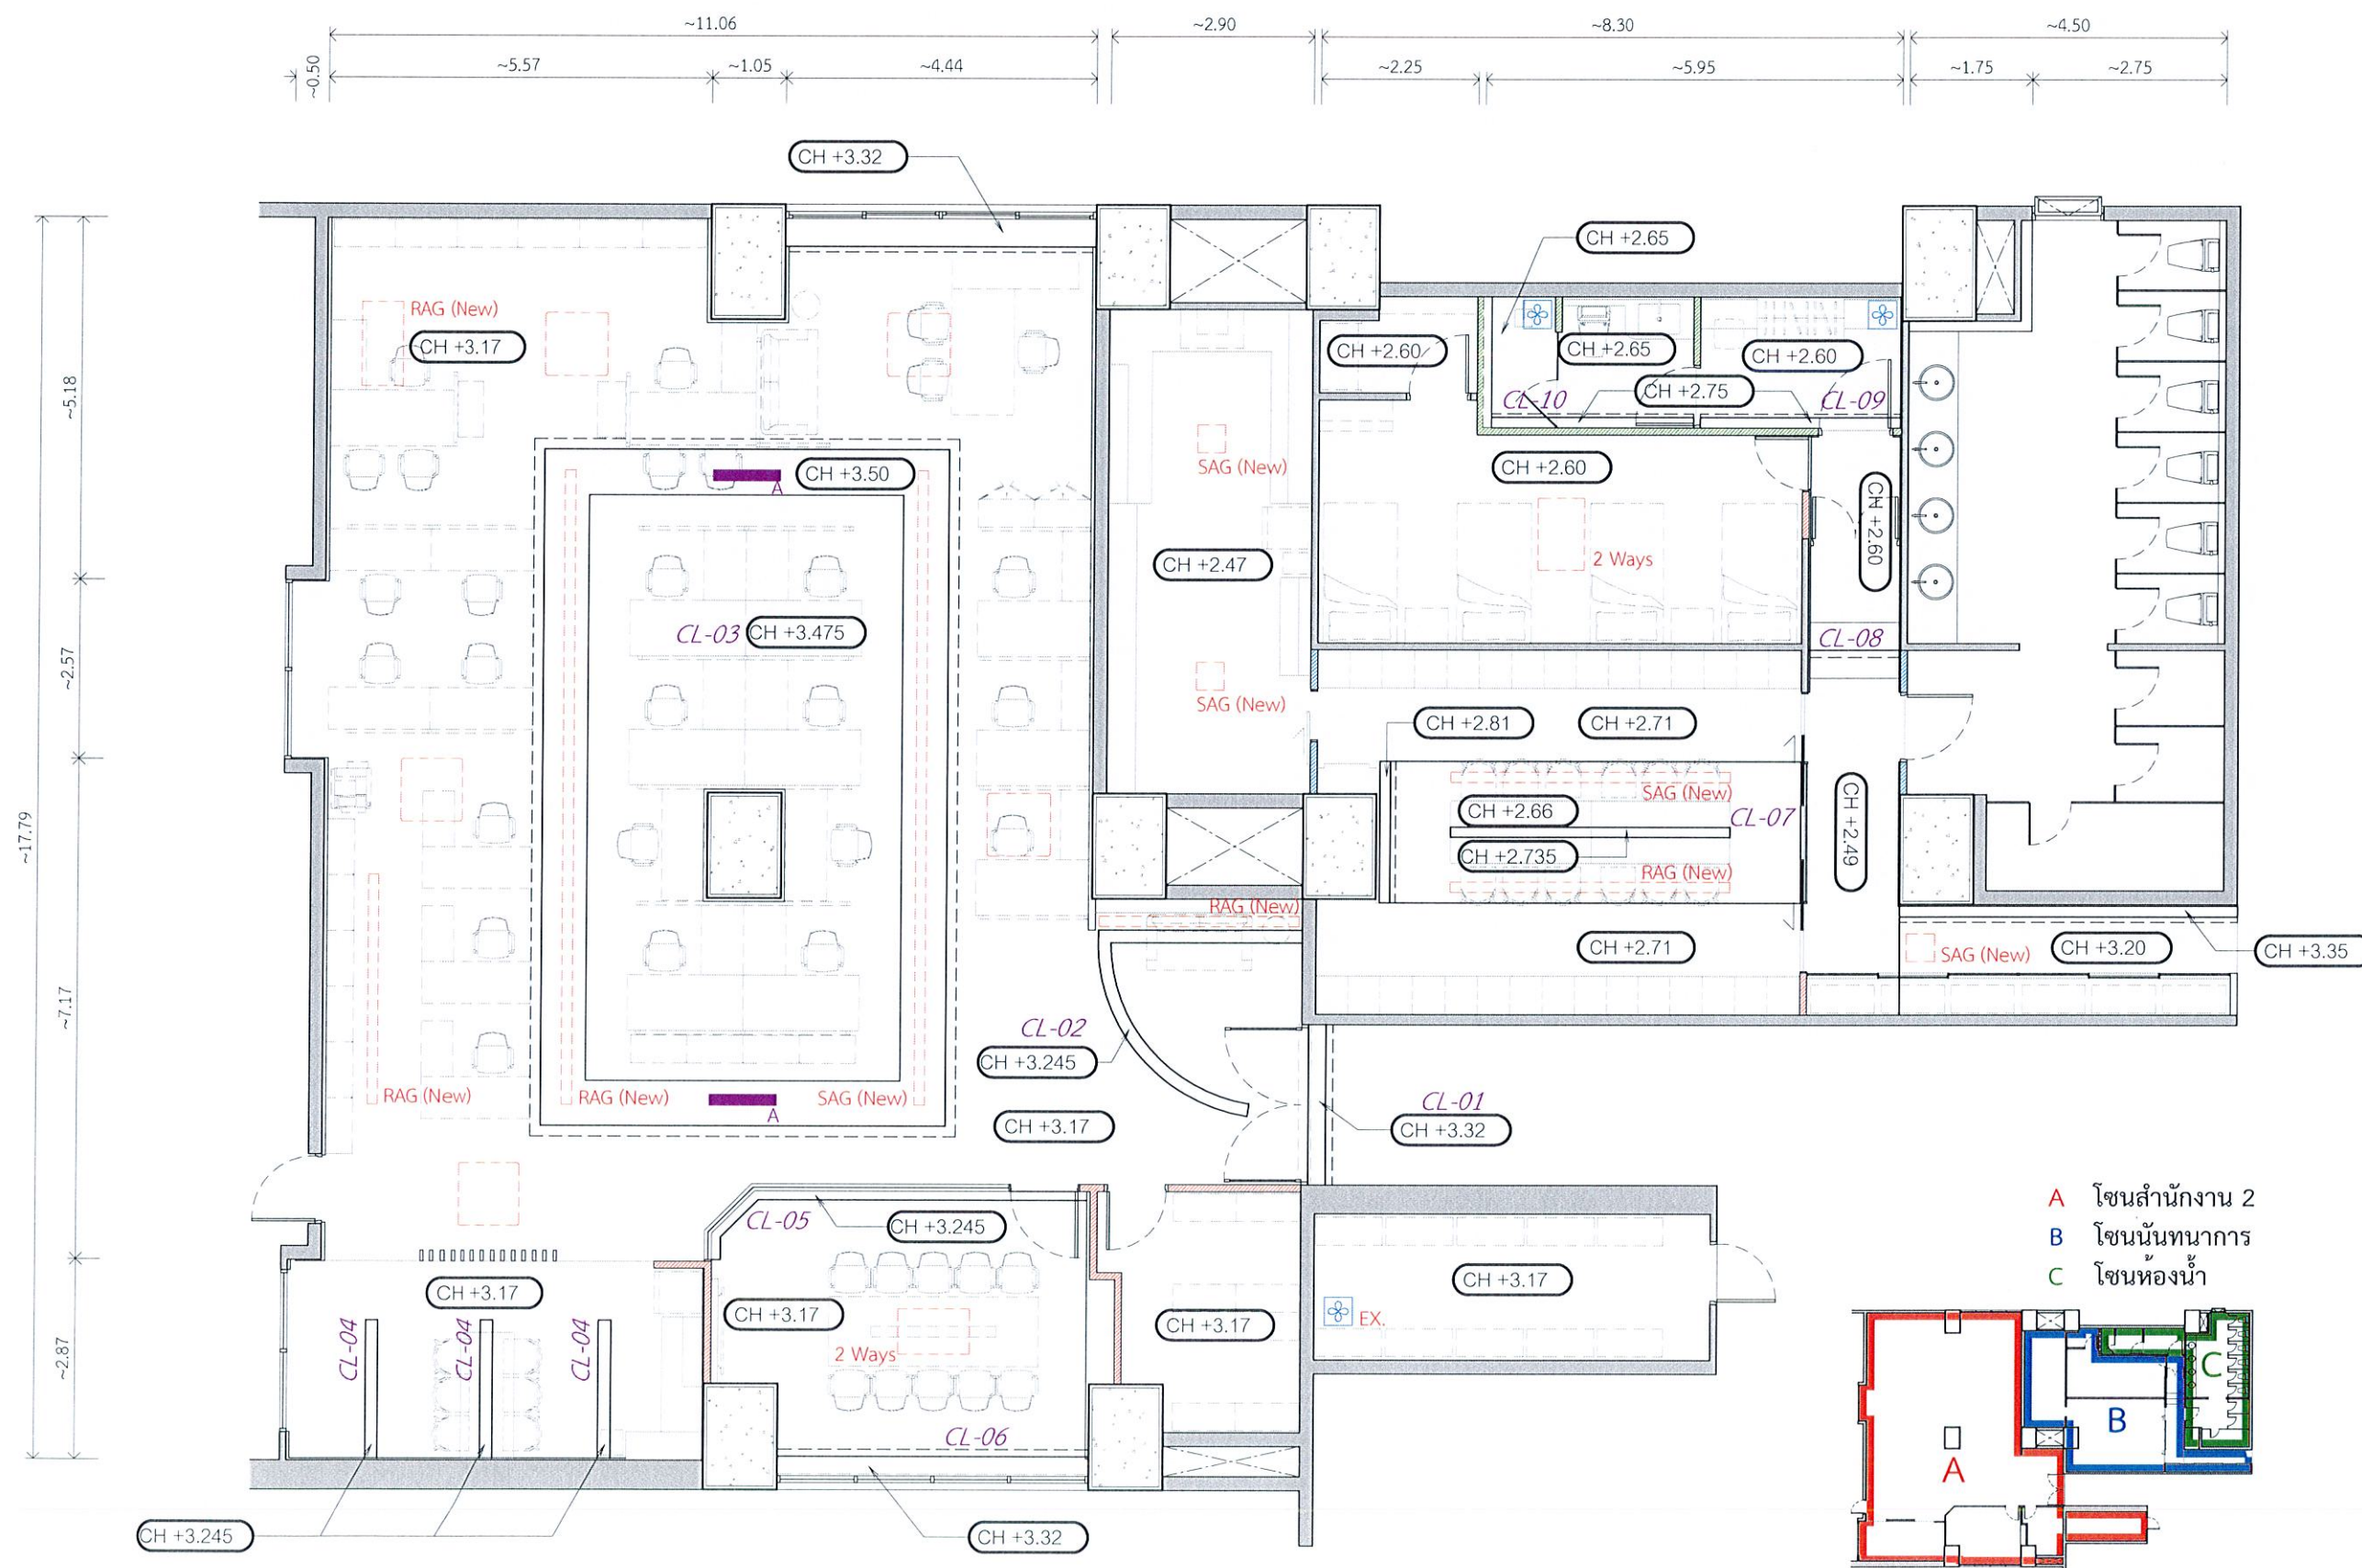 ~11.06
~2.90
~8.30
~4.50
~0.50
~5.57
~1.05
~4.44
~2.25
~5.95
~1.75
~2.75
CH +3.32
CH +2.65
RAG (New)
CH +3.17
CH +2.60
CH +2.65
CH +2.60
CH +2.75
CL-10
CL-09
~5.18
CH +3.50
A
SAG (New)
CH +2.60
CH +2.60
2 Ways
CH +2.47
CL-03
CH +3.475
CL-08
~2.57
SAG (New)
CH +2.81
CH +2.71
SAG (New)
CH +2.66
CL-07
CH +2.735
CH +2.49
RAG (New)
~17.79
RAG (New)
CH +2.71
SAG (New)
CH +3.20
CH +3.35
~7.17
CL-02
CH +3.245
RAG (New)
RAG (New)
SAG (New)
A
CH +3.17
CL-01
CH +3.32
CL-05
CH +3.245
A โซนสำนักงาน 2
B โซนนันทนาการ
C โซนห้องน้ำ
CH +3.17
CH +3.17
CH +3.17
CH +3.17
EX.
2 Ways
CL-04
CL-04
CL-04
~2.87
CL-06
CH +3.245
CH +3.32
C
B
A